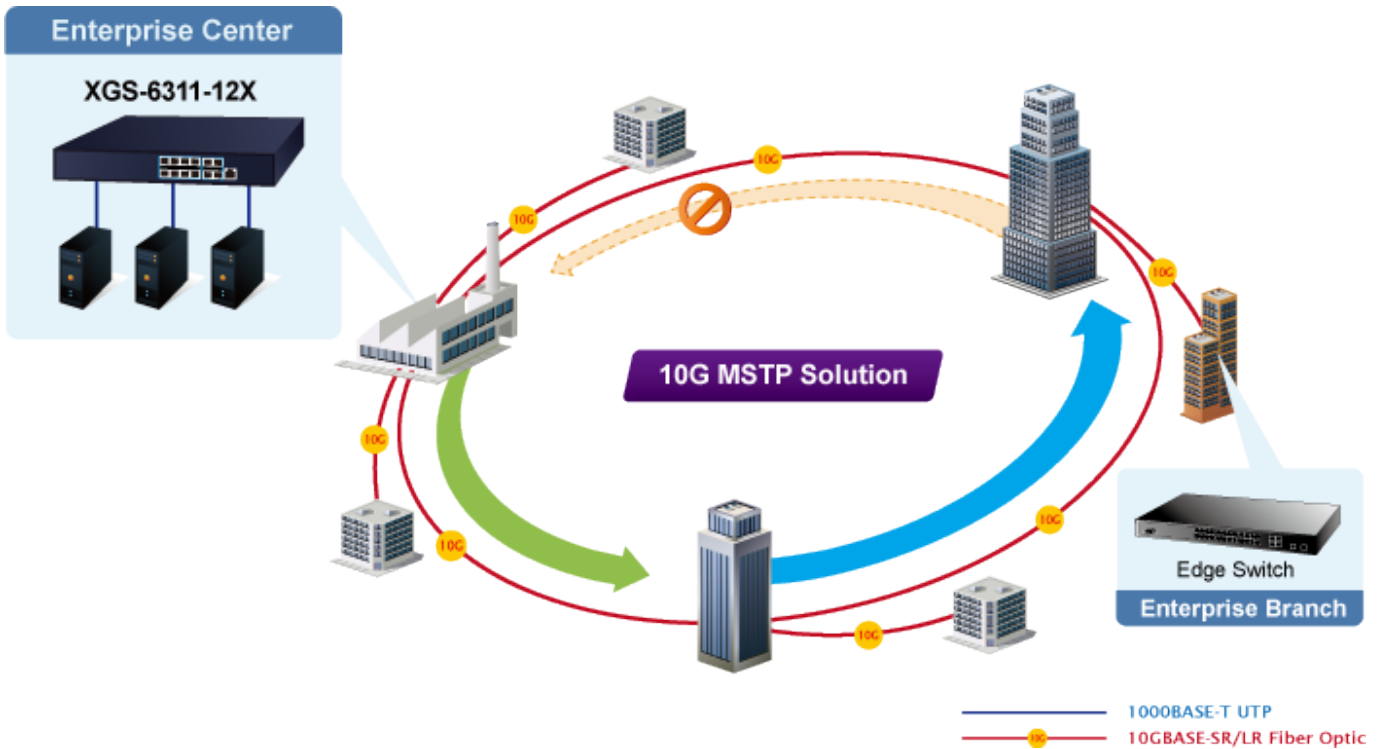 Enterprise Center
XGS-6311-12X
10G
10G
10G
10G MSTP Solution
10G
10G
10G
10G
Edge Switch
Enterprise Branch
1000BASE-T UTP
10G
10GBASE-SR/LR Fiber Optic